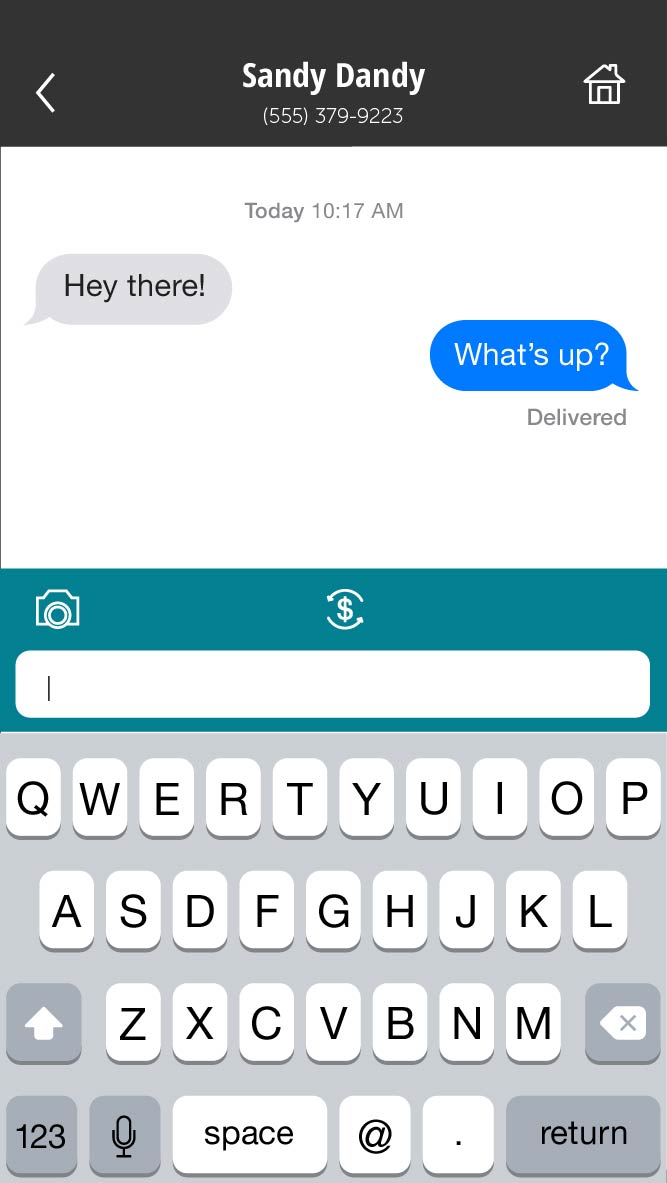 Sandy Dandy
(555) 379-9223
Today 10:17 AM
Hey there!
What’s up?
Delivered
$
Q W E R T Y U I O P
A S D F G H J K L
Z X C V B N M
123 space @ . return